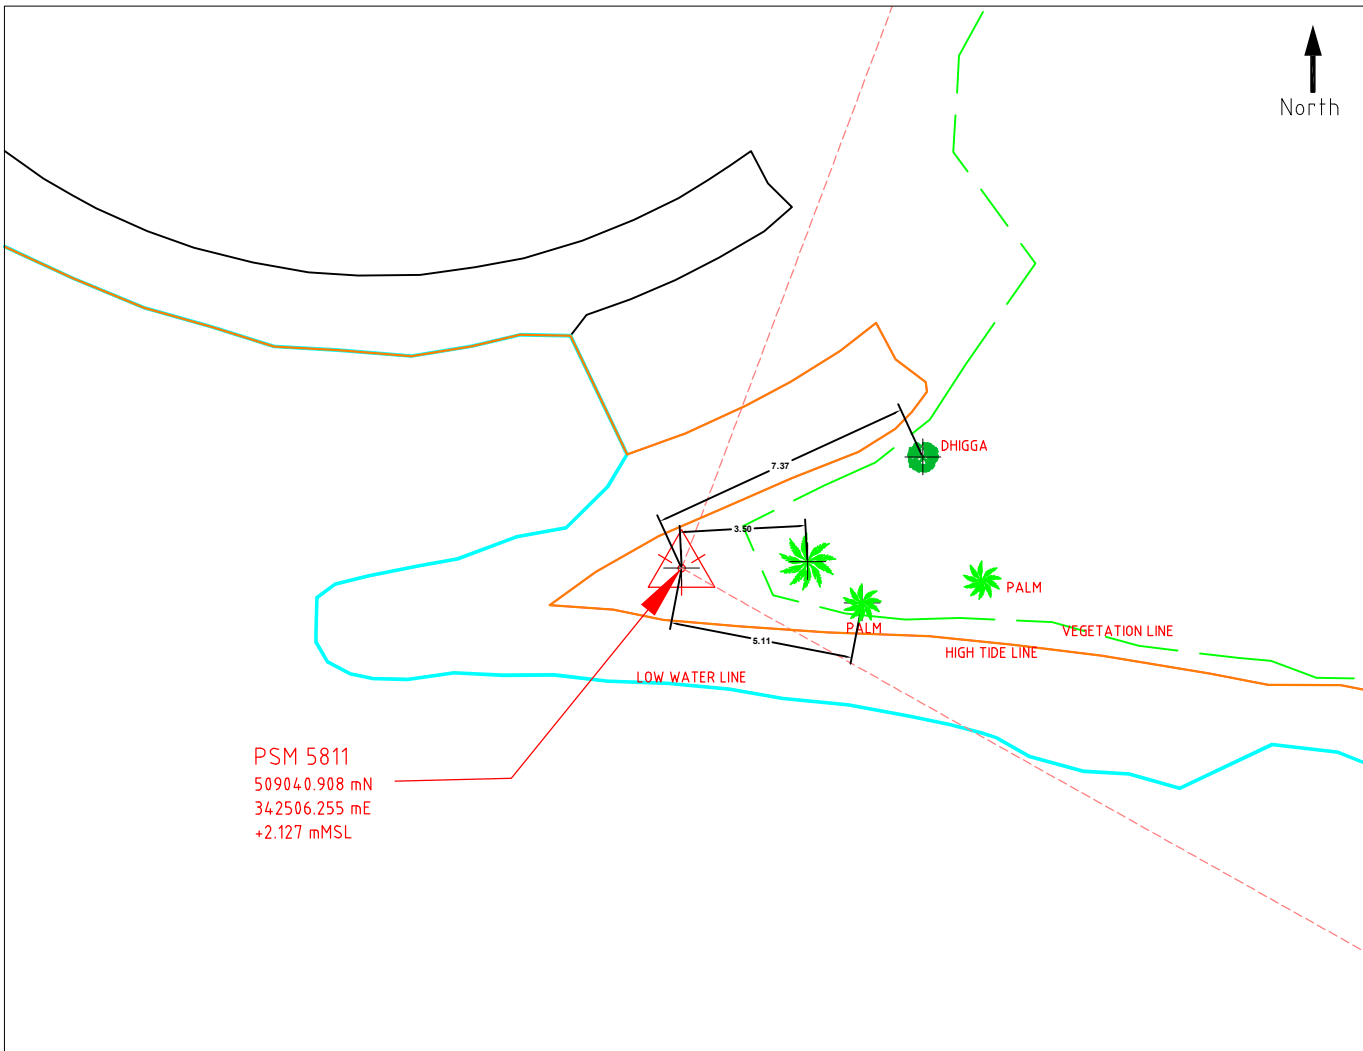 North
DHIGGA
7.37
3.50
PALM
PALM
VEGETATION LINE
5.11
HIGH TIDE LINE
LOW WATER LINE
PSM 5811
509040.908 mN
342506.255 mE
+2.127 mMSL